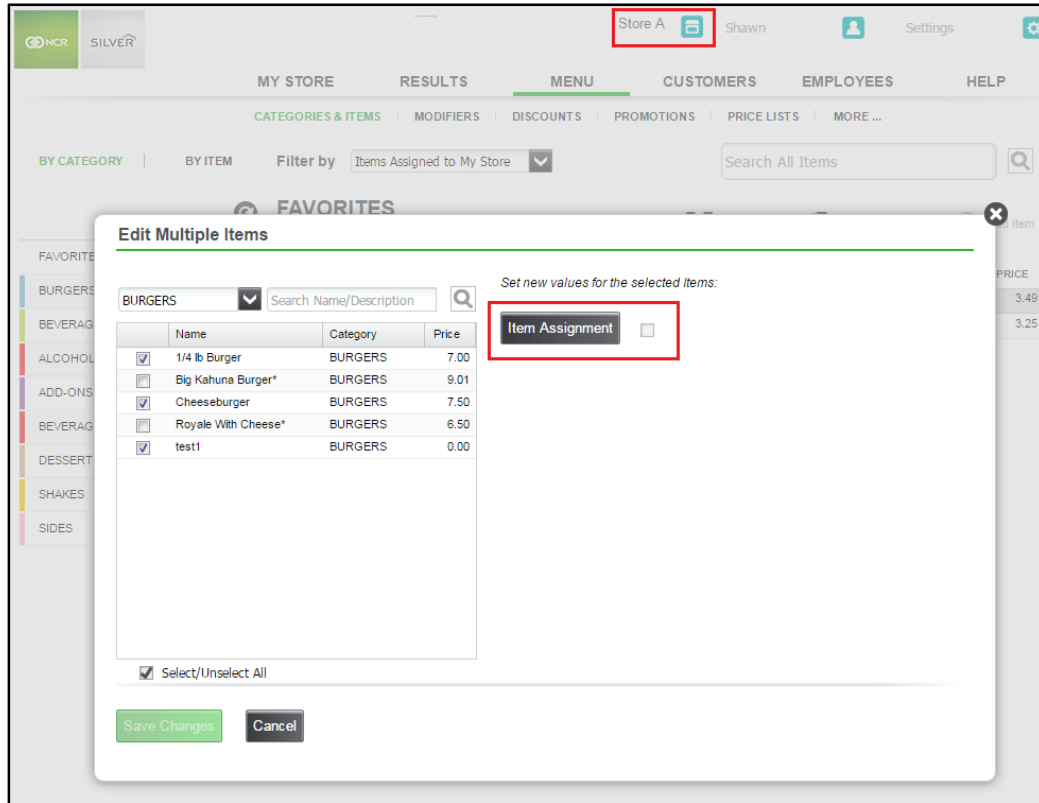 Store A Shawn Settings
NCR SILVER
MY STORE RESULTS MENU CUSTOMERS EMPLOYEES HELP
CATEGORIES & ITEMS MODIFIERS DISCOUNTS PROMOTIONS PRICE LISTS MORE ...
BY CATEGORY BY ITEM Filter by Items Assigned to My Store Search All Items
FAVORITES
Edit Multiple Items
Item
FAVORITE
PRICE
BURGERS
3.49
BEVERAG
3.25
ALCOHOL
ADD-ONS
BEVERAG
DESSERT
SHAKES
SIDES
Set new values for the selected Items:
BURGERS Search Name/Description
Item Assignment
Name Category Price
1/4 lb Burger BURGERS 7.00
Big Kahuna Burger* BURGERS 9.01
Cheeseburger BURGERS 7.50
Royale With Cheese* BURGERS 6.50
test1 BURGERS 0.00
Select/Unselect All
Save Changes Cancel